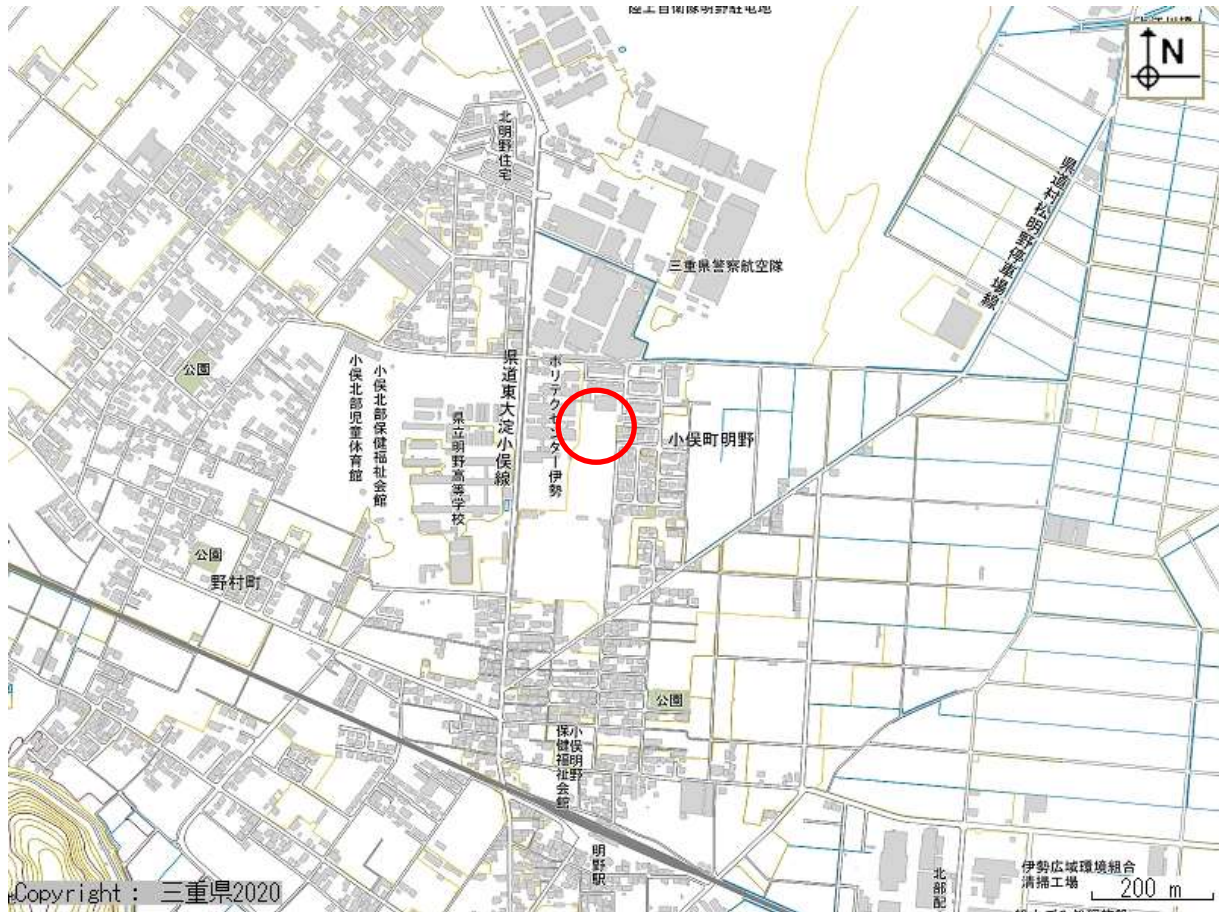 陸上自衛隊明野駐屯地
N
北明野住宅
県道村松明野停車場線
三重県警察航空隊
公園
小俣北部児童体育館
小俣北部保健福祉会館
県立明野高等学校
県道東大淀小俣線
ポリテクセンター伊勢
小俣町明野
公園
野村町
公園
小俣明野
保健福祉会館
明野駅
北部配
伊勢広域環境組合
清掃工場
200 m
Copyright : 三重県2020